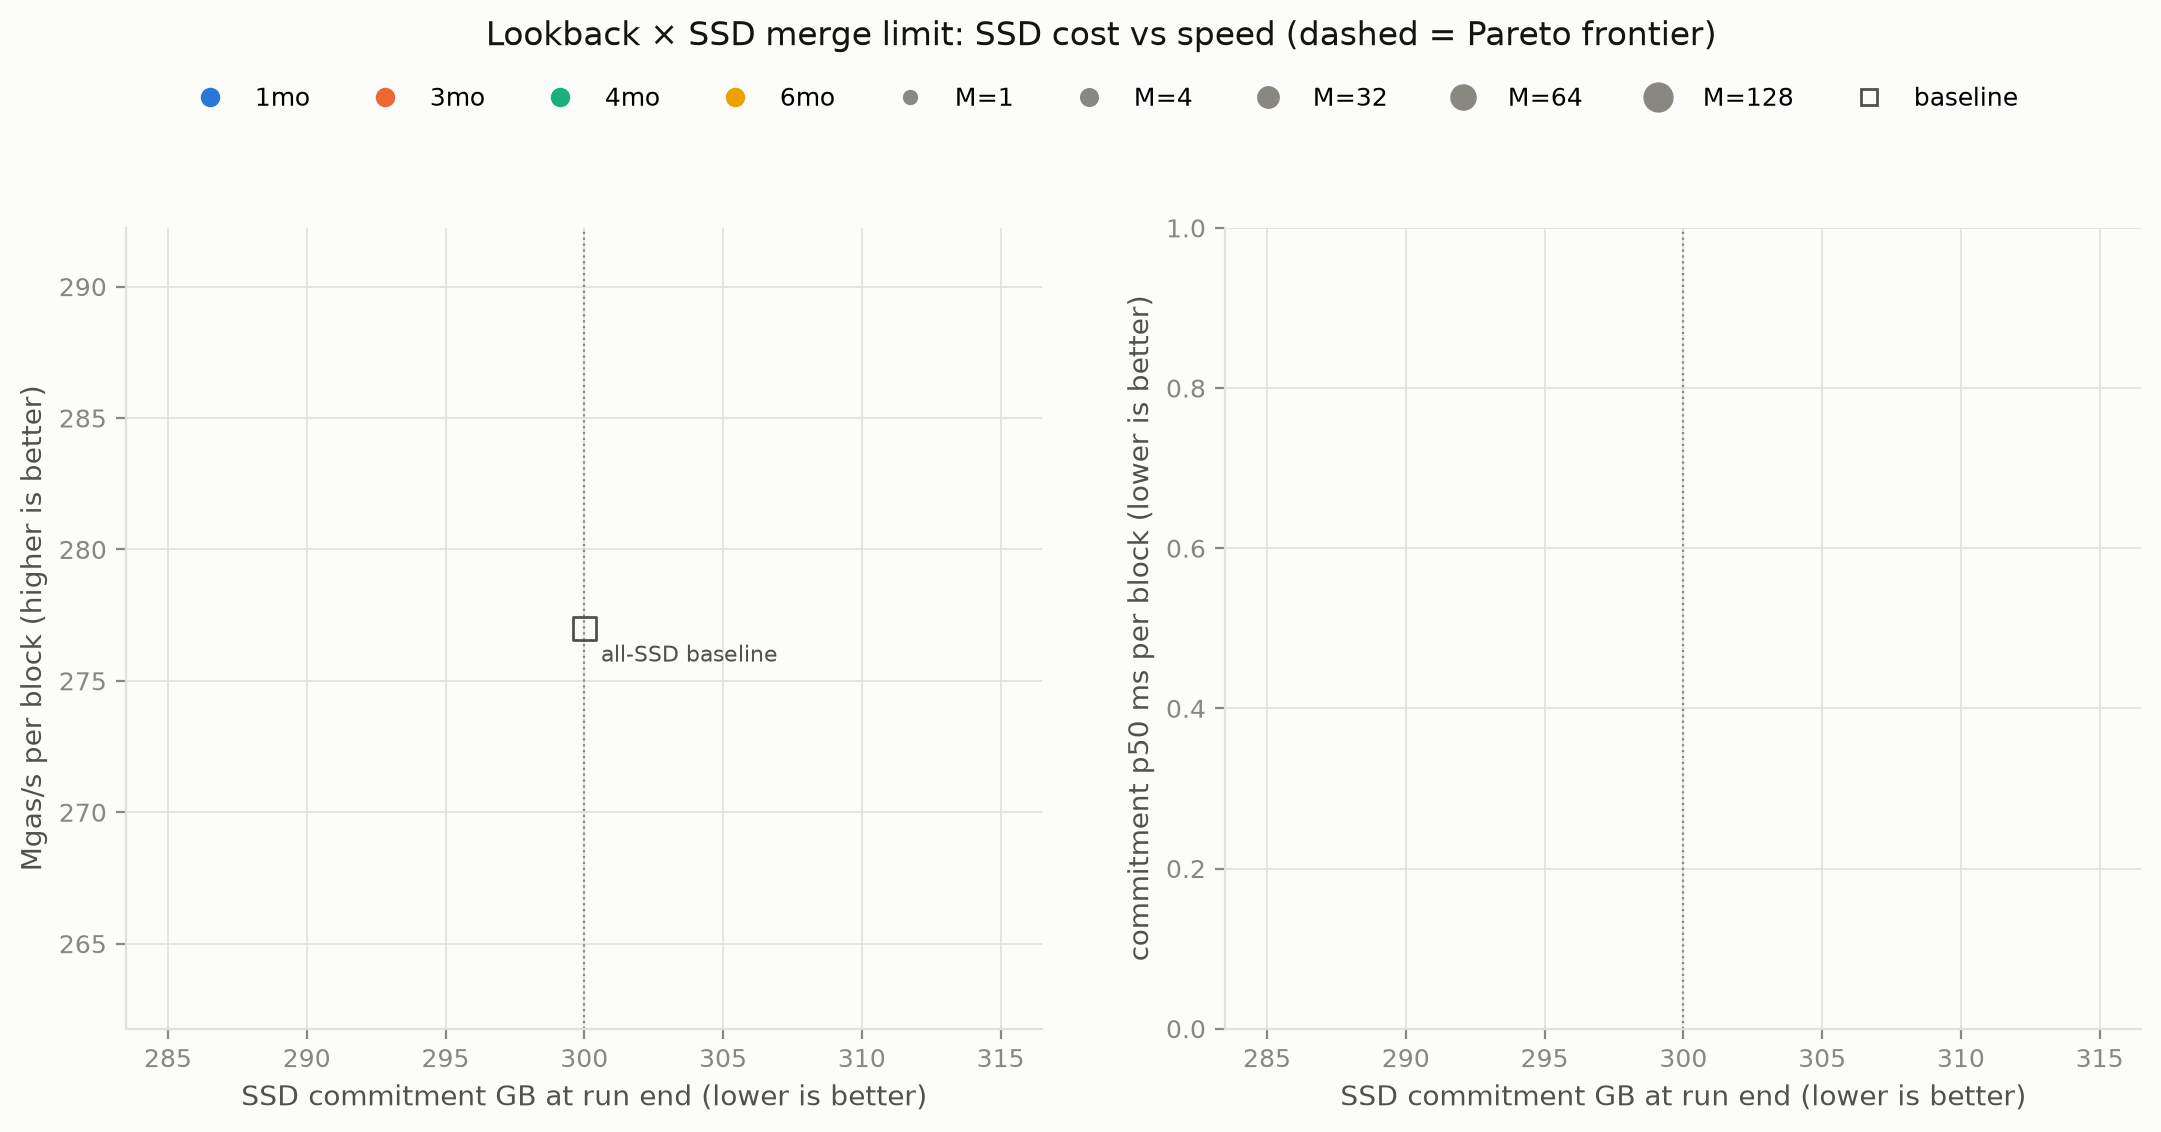 Lookback × SSD merge limit: SSD cost vs speed (dashed = Pareto frontier)
1mo 3mo 4mo 6mo M=1 M=4 M=32 M=64 M=128 baseline
Mgas/s per block (higher is better)
290
285
280
275
270
265
all-SSD baseline
285 290 295 300 305 310 315
SSD commitment GB at run end (lower is better)
commitment p50 ms per block (lower is better)
1.0
0.8
0.6
0.4
0.2
0.0
285 290 295 300 305 310 315
SSD commitment GB at run end (lower is better)